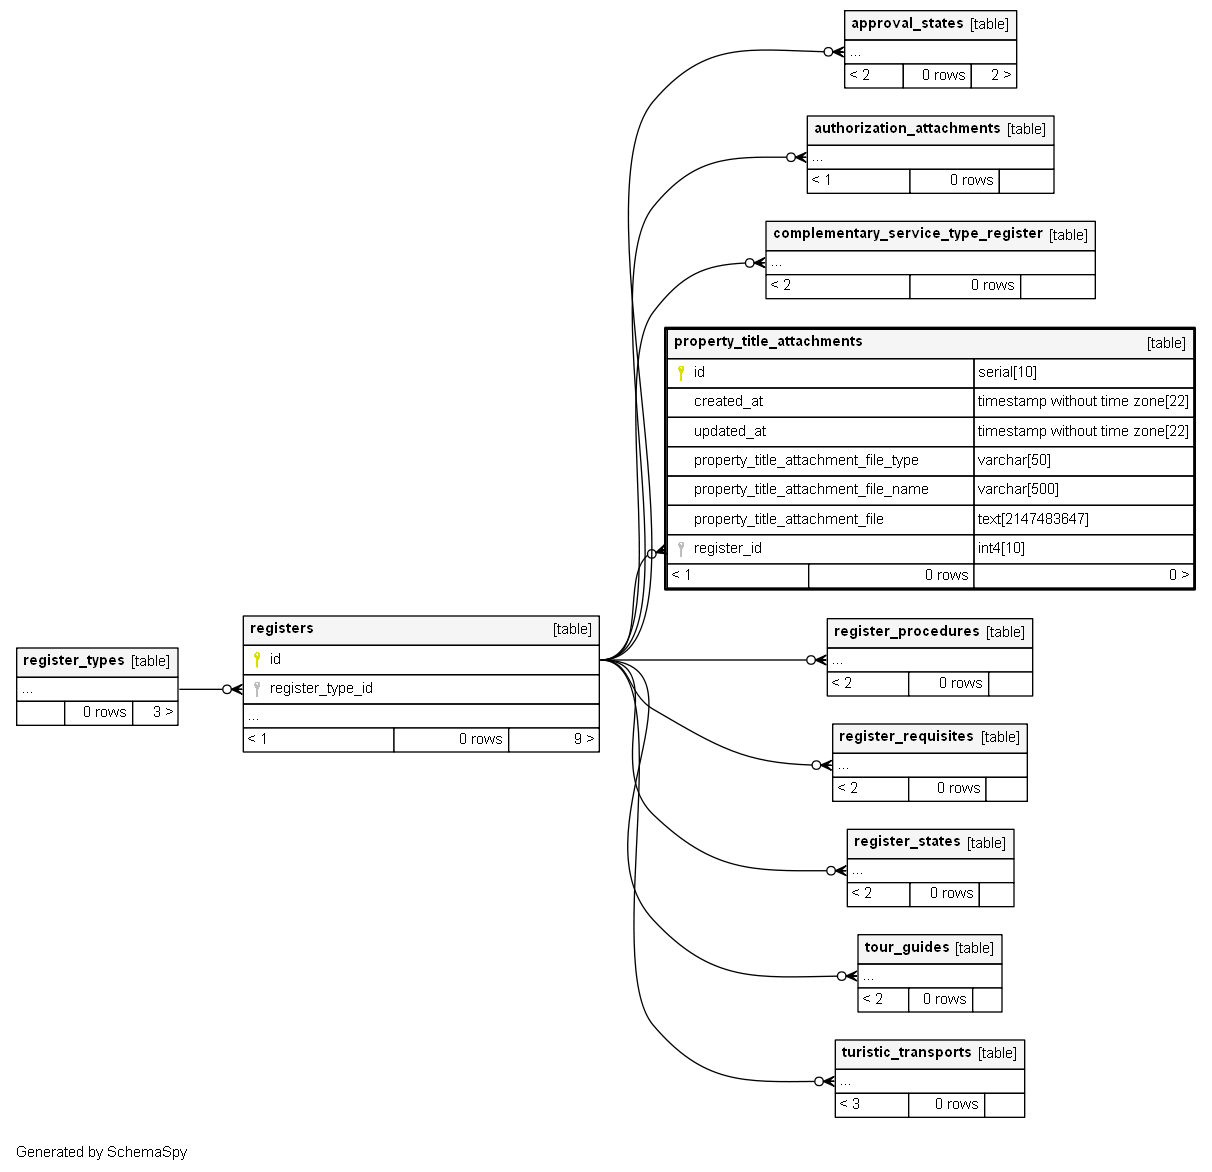 approval_states [table]
...
< 2 0 rows 2 >
authorization_attachments [table]
...
< 1 0 rows
complementary_service_type_register [table]
...
< 2 0 rows
property_title_attachments [table]
id serial[10]
created_at timestamp without time zone[22]
updated_at timestamp without time zone[22]
property_title_attachment_file_type varchar[50]
property_title_attachment_file_name varchar[500]
property_title_attachment_file text[2147483647]
register_id int4[10]
< 1 0 rows 0 >
registers [table]
id
register_type_id
...
< 1 0 rows 9 >
register_types [table]
...
0 rows 3 >
register_procedures [table]
...
< 2 0 rows
register_requisites [table]
...
< 2 0 rows
register_states [table]
...
< 2 0 rows
tour_guides [table]
...
< 2 0 rows
turistic_transports [table]
...
< 3 0 rows
Generated by SchemaSpy